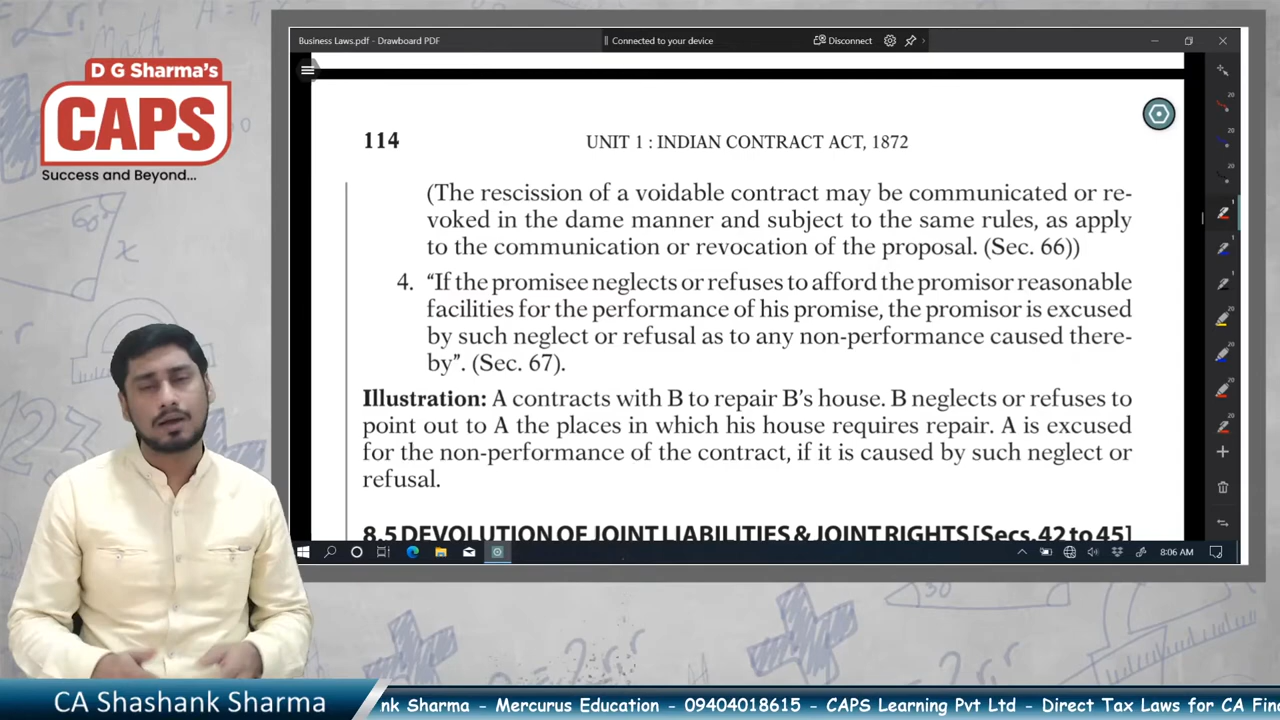 D G Sharma's
CAPS
Success and Beyond...
Business Laws.pdf - Drawboard PDF
Connected to your device
Disconnect
114
UNIT 1 : INDIAN CONTRACT ACT, 1872
(The rescission of a voidable contract may be communicated or re-
voked in the dame manner and subject to the same rules, as apply
to the communication or revocation of the proposal. (Sec. 66))
4. “If the promisee neglects or refuses to afford the promisor reasonable
facilities for the performance of his promise, the promisor is excused
by such neglect or refusal as to any non-performance caused there-
by”. (Sec. 67).
Illustration: A contracts with B to repair B’s house. B neglects or refuses to
point out to A the places in which his house requires repair. A is excused
for the non-performance of the contract, if it is caused by such neglect or
refusal.
8.5 DEVOLUTION OF JOINT LIABILITIES & JOINT RIGHTS [Secs. 42 to 45]
8:06 AM
CA Shashank Sharma
nk Sharma - Mercurus Education - 09404018615 - CAPS Learning Pvt Ltd - Direct Tax Laws for CA Fin